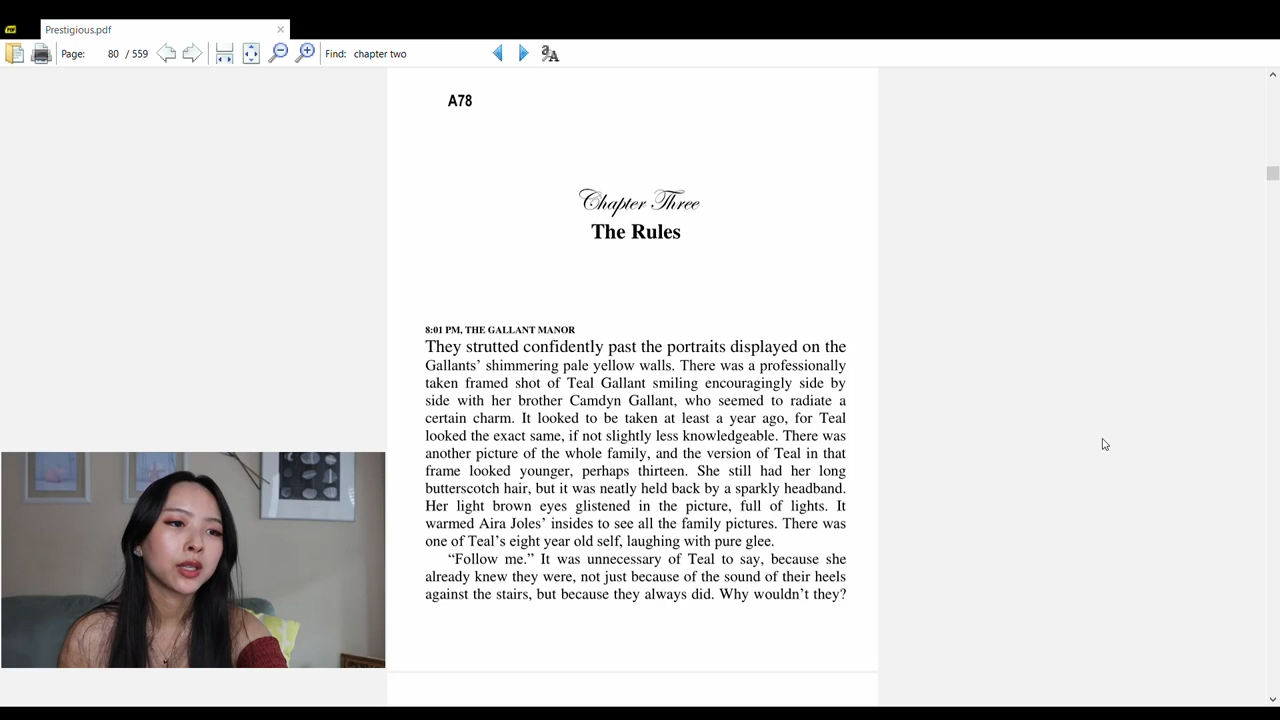 PDF
Prestigious.pdf
Page: 80 / 559 Find: chapter two
A78
Chapter Three
The Rules
8:01 PM, THE GALLANT MANOR
They strutted confidently past the portraits displayed on the
Gallants’ shimmering pale yellow walls. There was a professionally
taken framed shot of Teal Gallant smiling encouragingly side by
side with her brother Camdyn Gallant, who seemed to radiate a
certain charm. It looked to be taken at least a year ago, for Teal
looked the exact same, if not slightly less knowledgeable. There was
another picture of the whole family, and the version of Teal in that
frame looked younger, perhaps thirteen. She still had her long
butterscotch hair, but it was neatly held back by a sparkly headband.
Her light brown eyes glistened in the picture, full of lights. It
warmed Aira Joles’ insides to see all the family pictures. There was
one of Teal’s eight year old self, laughing with pure glee.
“Follow me.” It was unnecessary of Teal to say, because she
already knew they were, not just because of the sound of their heels
against the stairs, but because they always did. Why wouldn’t they?